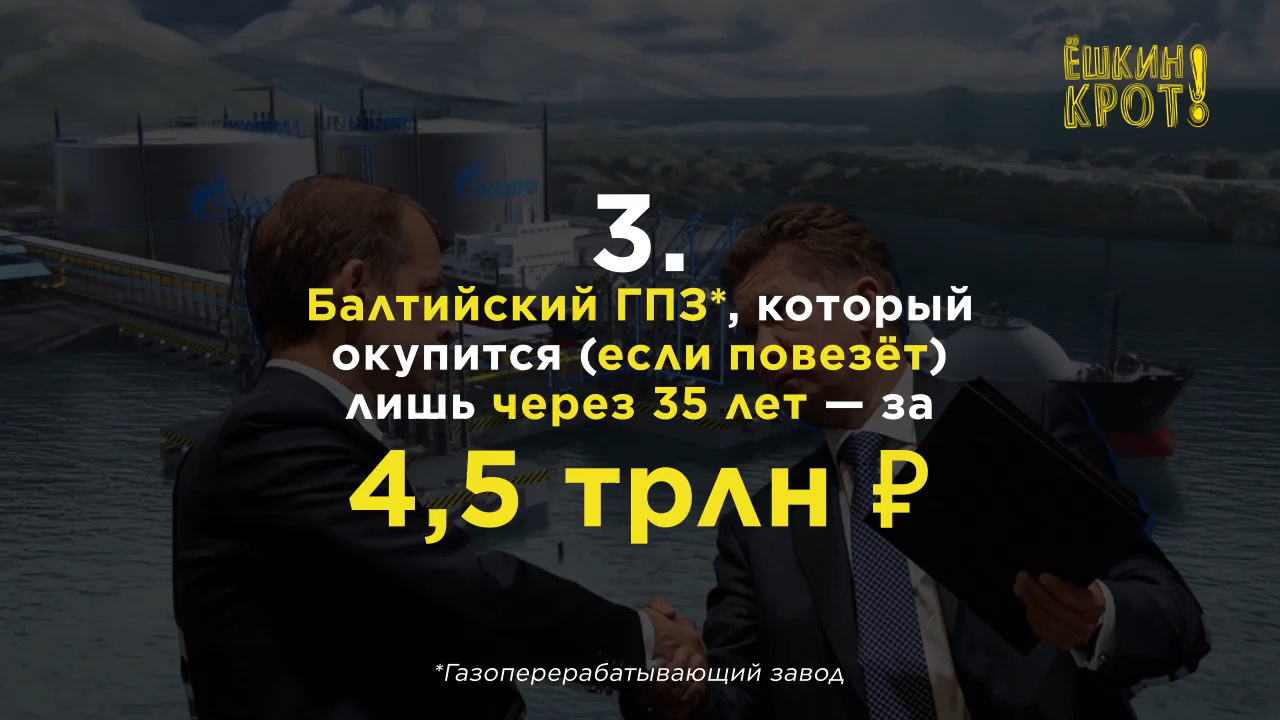 ЁШКИН
КРОТ!
3.
Балтийский ГПЗ*, который
окупится (если повезёт)
лишь через 35 лет — за
4,5 трлн ₽
*Газоперерабатывающий завод